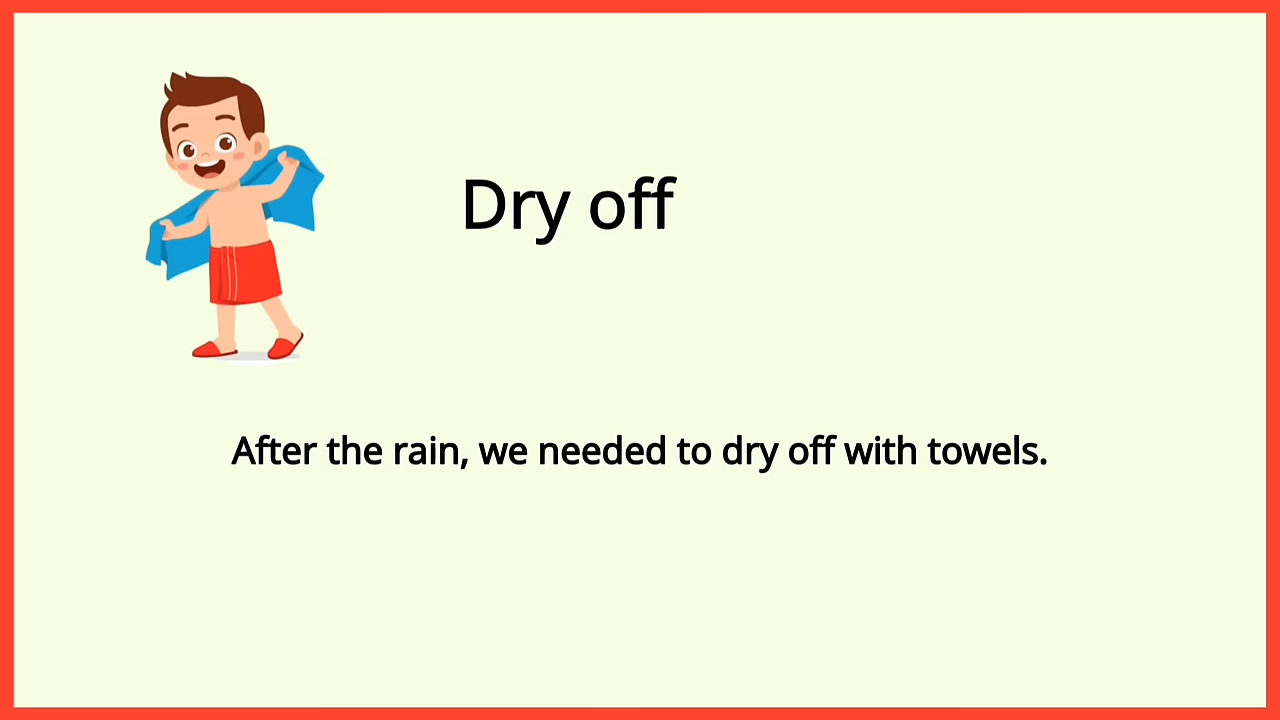 Dry off
After the rain, we needed to dry off with towels.